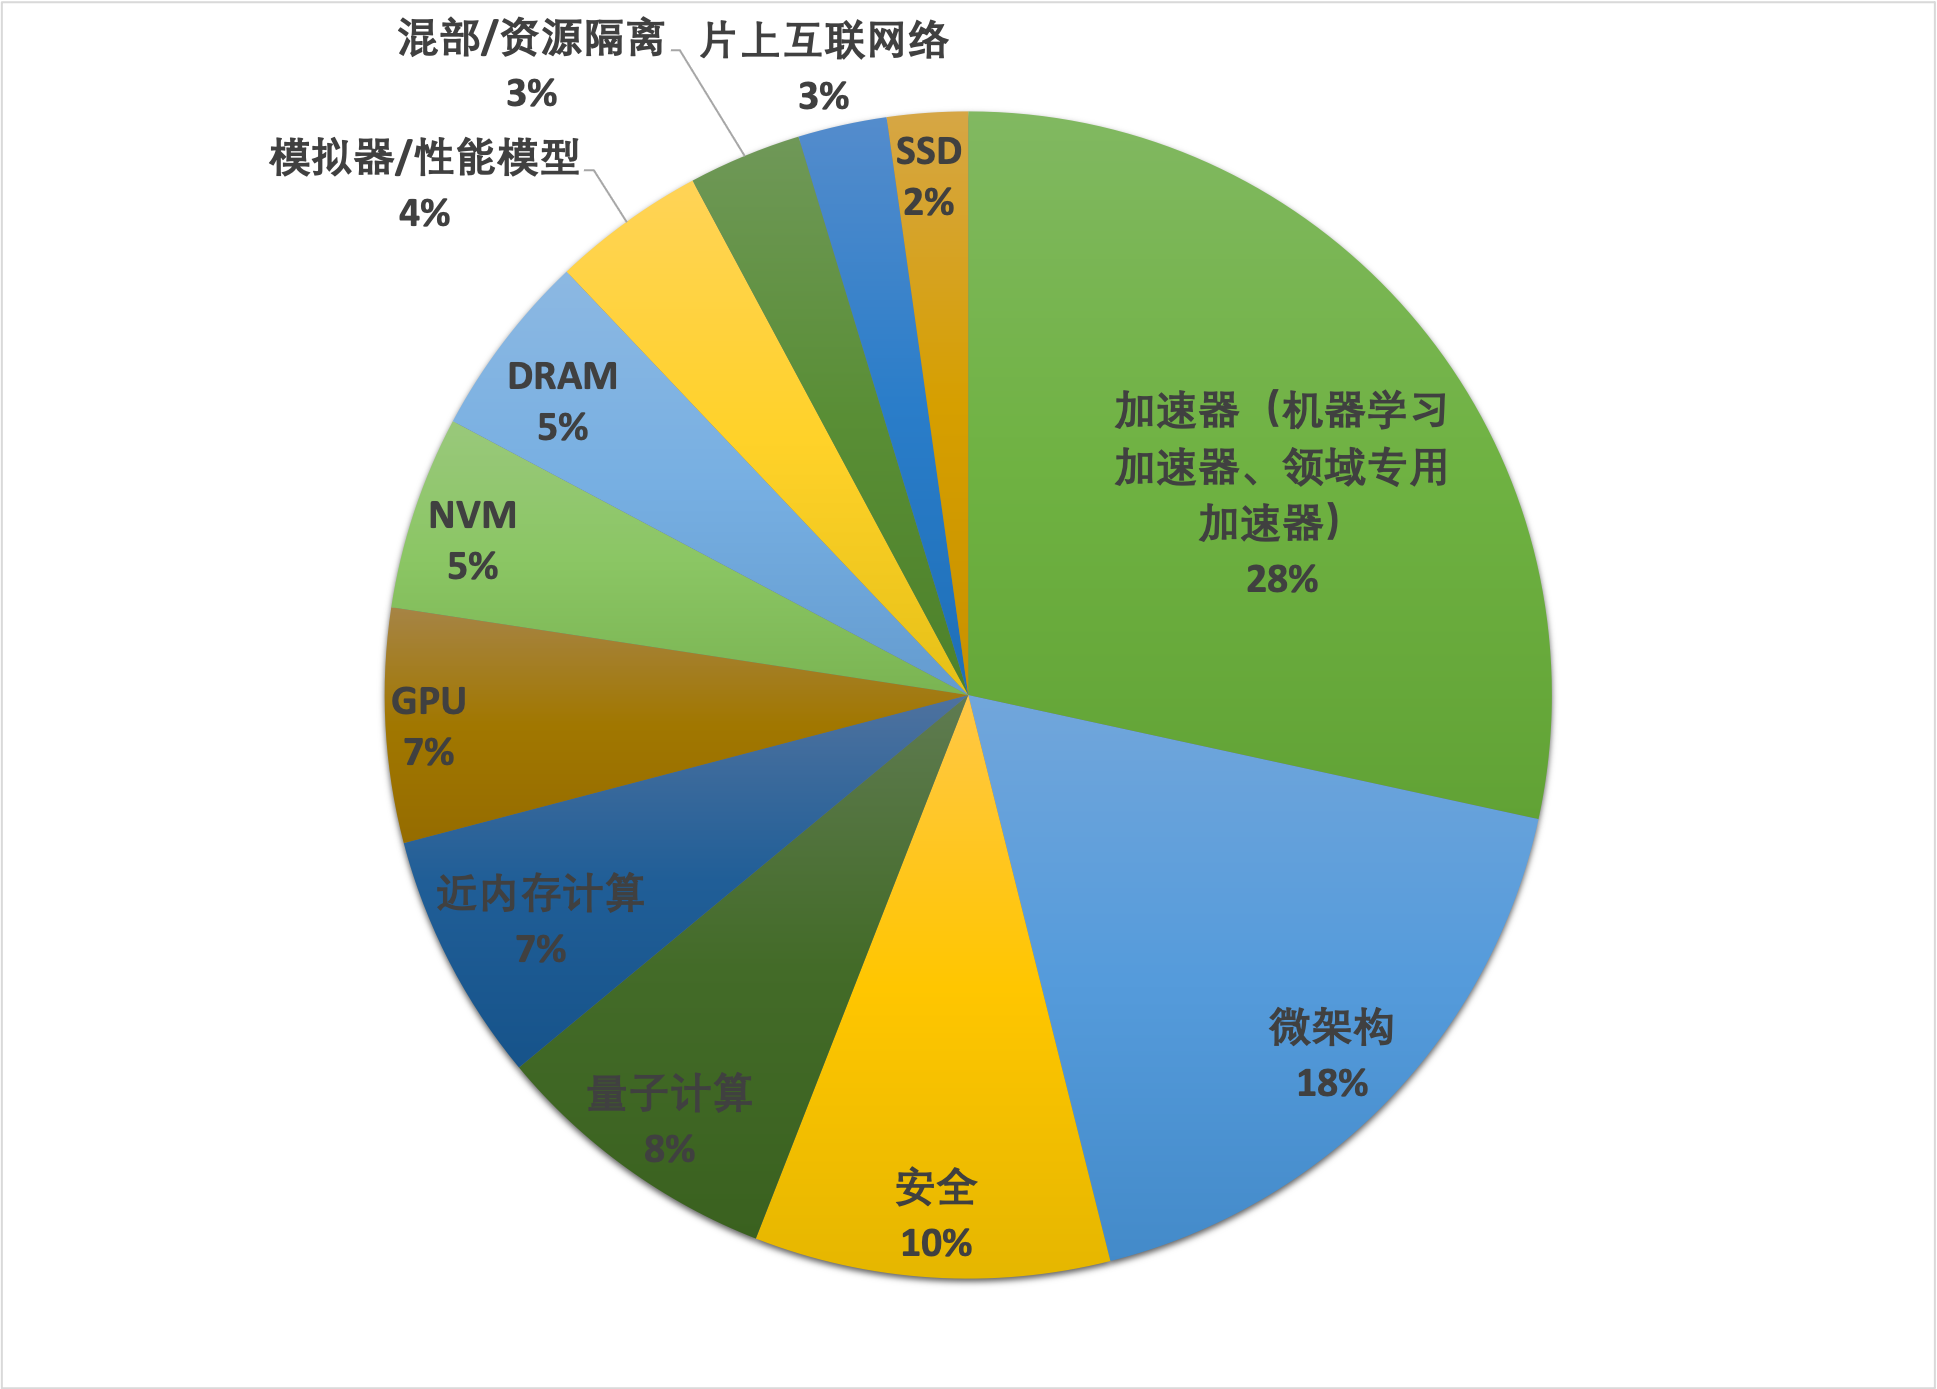 混部/资源隔离
3%
片上互联网络
3%
模拟器/性能模型
4%
SSD
2%
加速器（机器学习
加速器、领域专用
加速器）
28%
DRAM
5%
NVM
5%
GPU
7%
近内存计算
7%
微架构
18%
量子计算
8%
安全
10%